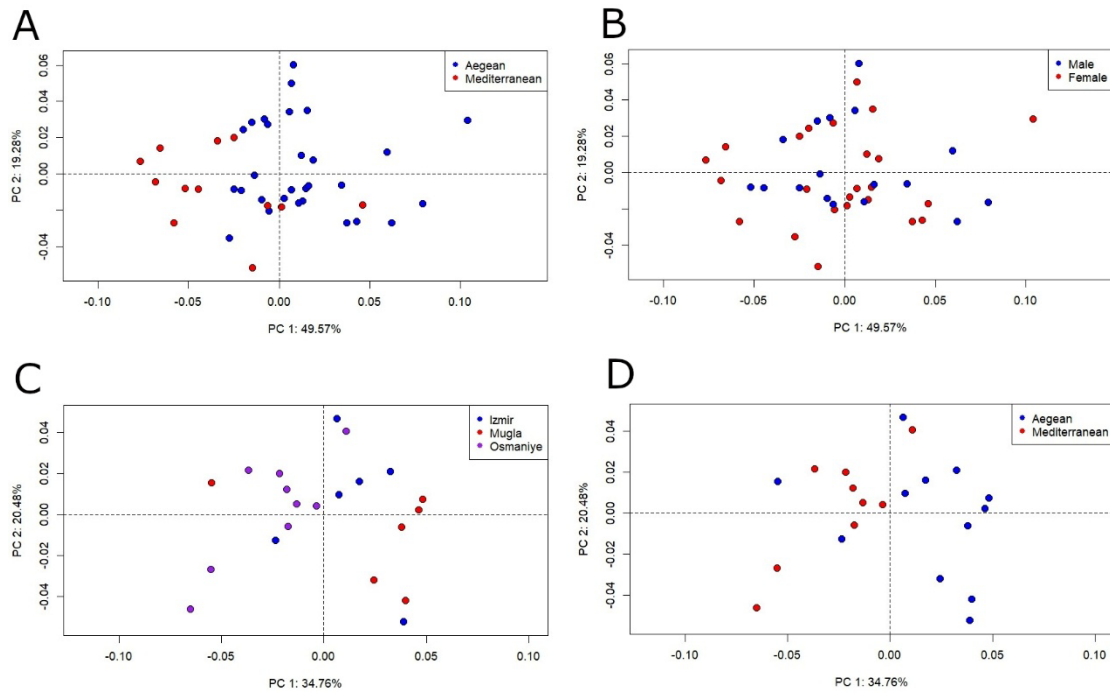 A
Aegean
Mediterranean
PC 2: 19.28%
0.06
0.04
0.00
-0.04
-0.10
-0.05
0.00
0.05
0.10
PC 1: 49.57%
B
Male
Female
PC 2: 19.28%
0.06
0.04
0.00
-0.04
-0.10
-0.05
0.00
0.05
0.10
PC 1: 49.57%
C
Izmir
Mugla
Osmaniye
PC 2: 20.48%
0.04
0.02
0.00
-0.02
-0.04
-0.10
-0.05
0.00
0.05
0.10
PC 1: 34.76%
D
Aegean
Mediterranean
PC 2: 20.48%
0.04
0.02
0.00
-0.02
-0.04
-0.10
-0.05
0.00
0.05
0.10
PC 1: 34.76%